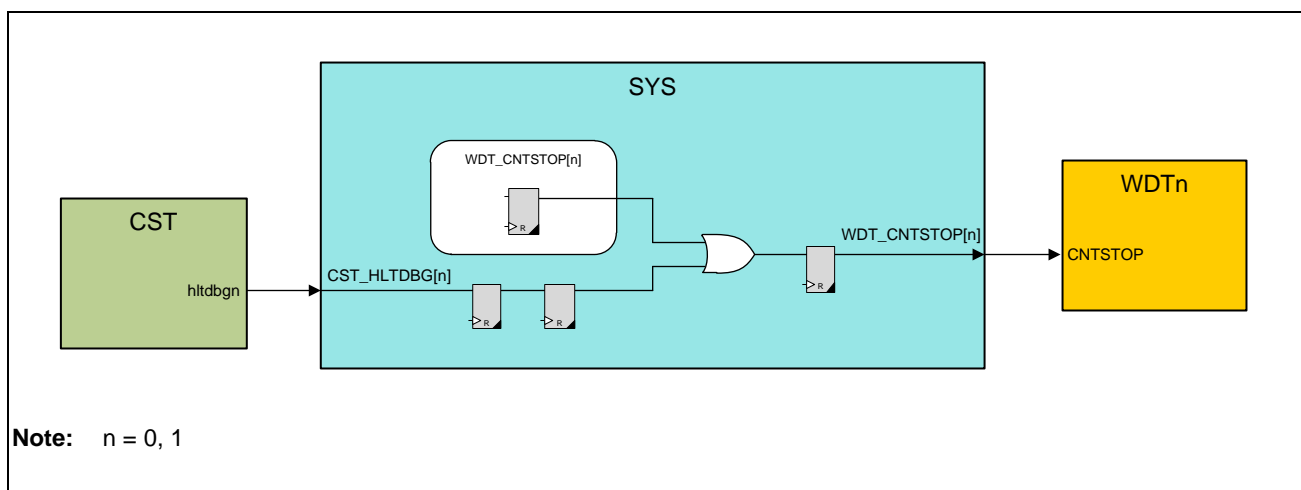 SYS
WDT_CNTSTOP[n]
R
CST
hltdbgn
CST_HLTDBG[n]
R
R
R
WDT_CNTSTOP[n]
WDTn
CNTSTOP
Note: n = 0, 1